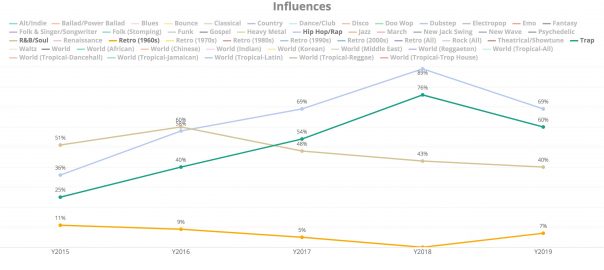 Influences
Alt/Indie Ballad/Power Ballad Blues Bounce Classical Country Dance/Club Disco Doo Wop Dubstep Electropop Emo Fantasy
Folk & Singer/Songwriter Folk (Stomping) Funk Gospel Heavy Metal Hip Hop/Rap Jazz March New Jack Swing New Wave Psychedelic
R&B/Soul Renaissance Retro (1960s) Retro (1970s) Retro (1980s) Retro (1990s) Retro (2000s) Retro (All) Rock (All) Theatrical/Showtune Trap
Waltz World World (African) World (Chinese) World (Indian) World (Korean) World (Middle East) World (Reggaeton) World (Tropical-All)
World (Tropical-Dancehall) World (Tropical-Jamaican) World (Tropical-Latin) World (Tropical-Reggae) World (Tropical-Trop House)
83%
76%
69% 69%
60% 60%
51% 54%
48%
43%
40% 40%
36%
25%
11% 9% 5% 7%
Y2015 Y2016 Y2017 Y2018 Y2019